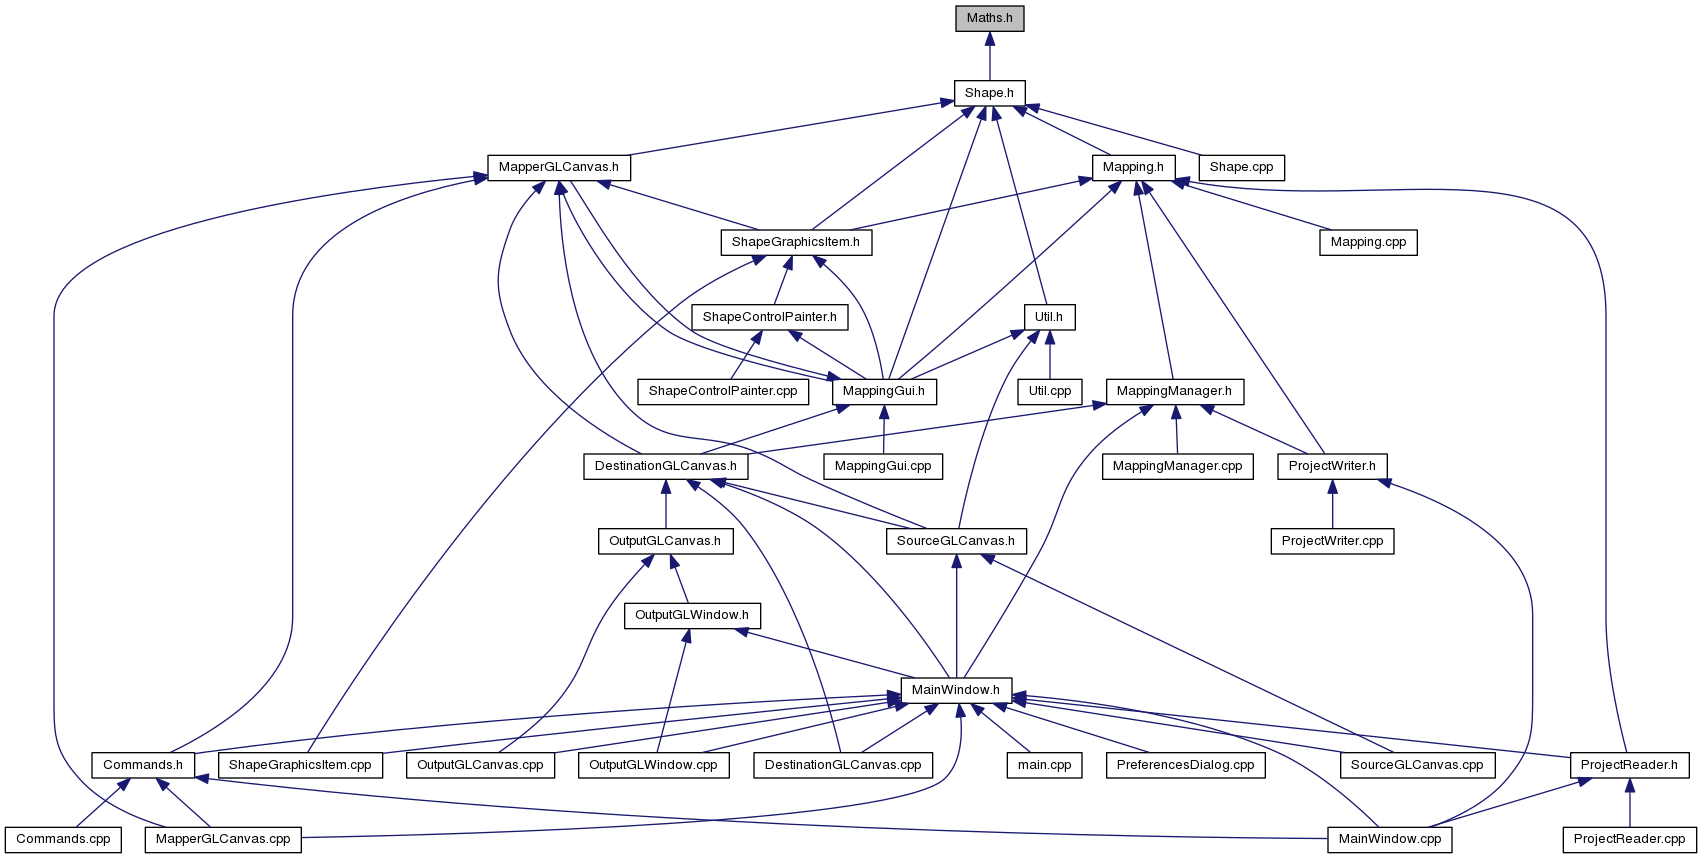 Maths.h
Shape.h
MapperGLCanvas.h
Mapping.h
Shape.cpp
ShapeGraphicsItem.h
Mapping.cpp
ShapeControlPainter.h
Util.h
ShapeControlPainter.cpp
MappingGui.h
Util.cpp
MappingManager.h
DestinationGLCanvas.h
MappingGui.cpp
MappingManager.cpp
ProjectWriter.h
OutputGLCanvas.h
SourceGLCanvas.h
ProjectWriter.cpp
OutputGLWindow.h
MainWindow.h
Commands.h
ShapeGraphicsItem.cpp
OutputGLCanvas.cpp
OutputGLWindow.cpp
DestinationGLCanvas.cpp
main.cpp
PreferencesDialog.cpp
SourceGLCanvas.cpp
ProjectReader.h
Commands.cpp
MapperGLCanvas.cpp
MainWindow.cpp
ProjectReader.cpp